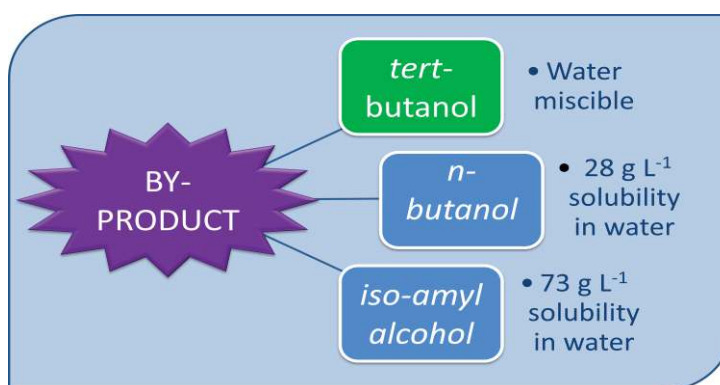 tert-
butanol
• Water
miscible
BY-
PRODUCT
n-
butanol
• 28 g L⁻¹
solubility
in water
iso-amyl
alcohol
• 73 g L⁻¹
solubility
in water